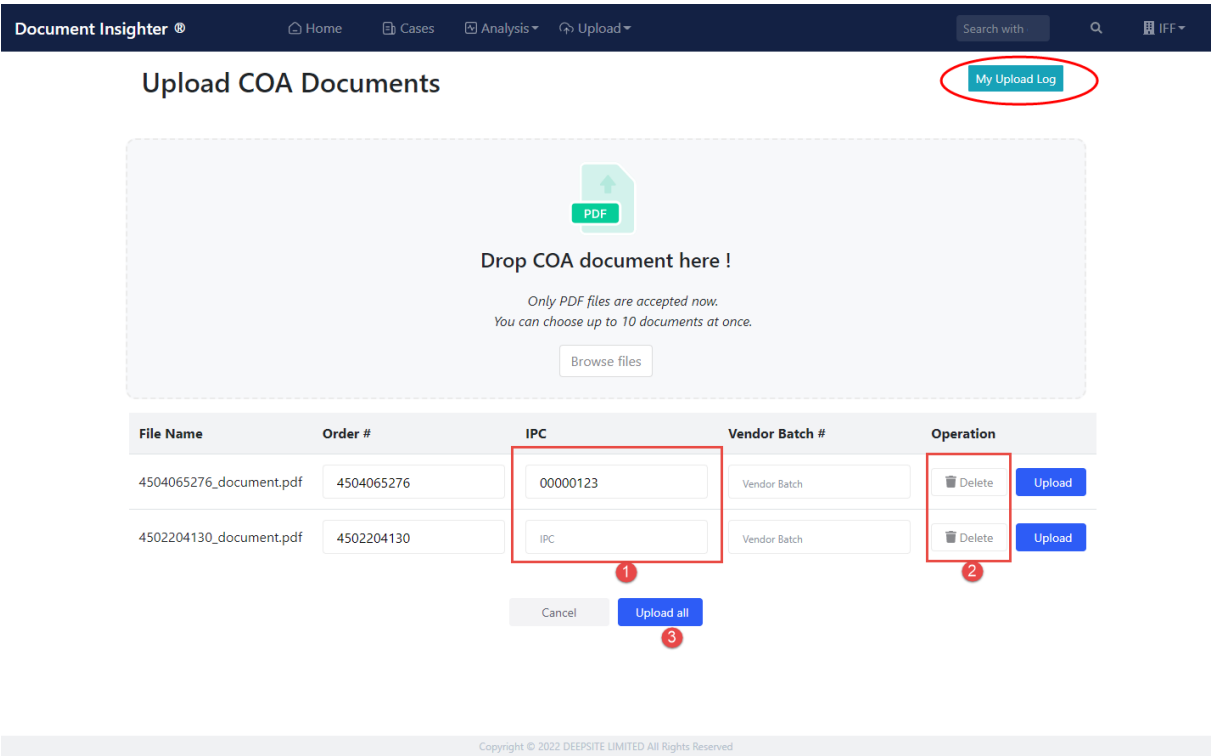 Document Insighter ® Home Cases Analysis Upload Search with IFF
Upload COA Documents My Upload Log
PDF
Drop COA document here !
Only PDF files are accepted now.
You can choose up to 10 documents at once.
Browse files
File Name Order # IPC Vendor Batch # Operation
4504065276_document.pdf 4504065276 00000123 Vendor Batch Delete Upload
4502204130_document.pdf 4502204130 IPC Vendor Batch Delete Upload
1 2
Cancel Upload all
3
Copyright © 2022 DEEPSITE LIMITED All Rights Reserved